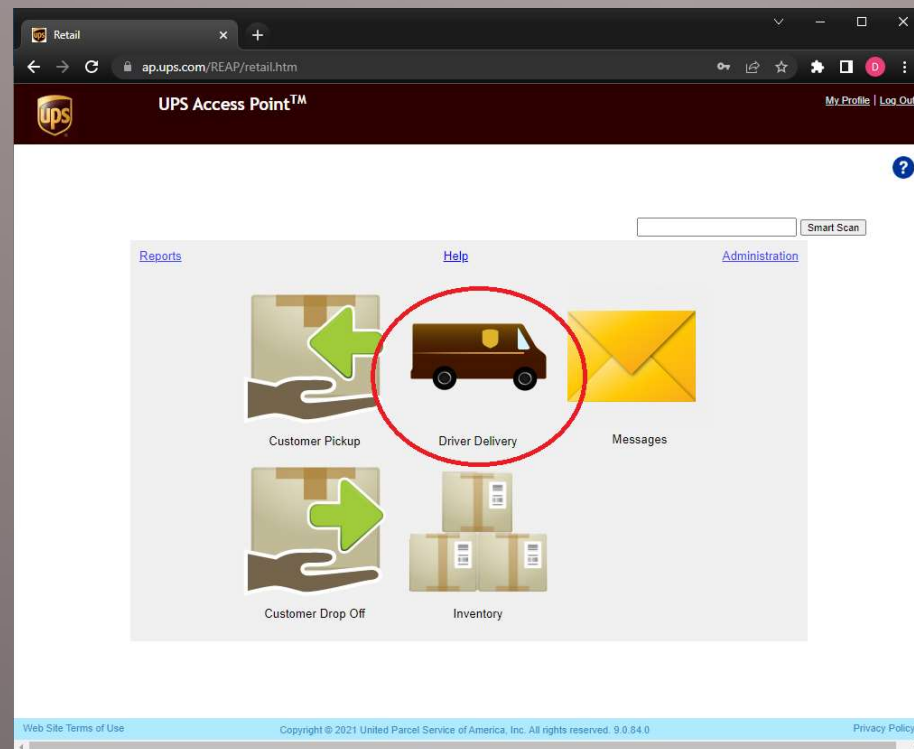 Retail
ap.ups.com/REAP/retail.htm
D
ups
UPS Access Point™
My Profile | Log Out
?
Smart Scan
Reports
Help
Administration
Customer Pickup
Driver Delivery
Messages
Customer Drop Off
Inventory
Web Site Terms of Use
Copyright © 2021 United Parcel Service of America, Inc. All rights reserved. 9.0.84.0
Privacy Policy